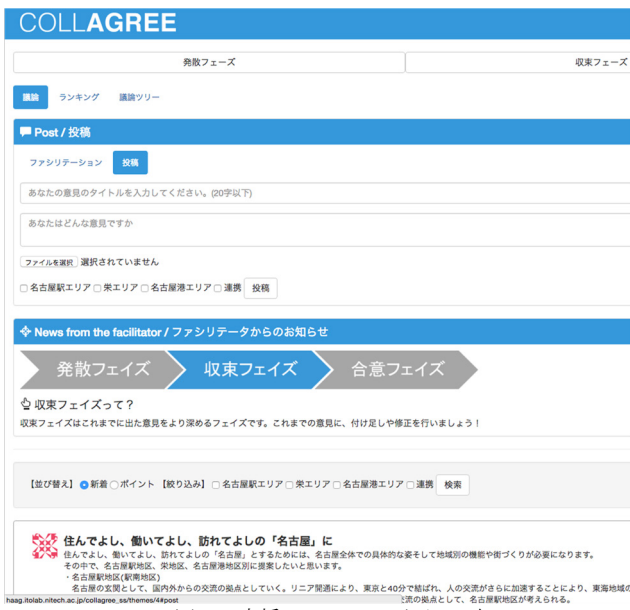 COLLAGREE
発散フェーズ 収束フェーズ
議論 ランキング 議論ツリー
Post / 投稿
ファシリテーション 投稿
あなたの意見のタイトルを入力してください。(20字以下)
あなたはどんな意見ですか
ファイルを選択 選択されていません
名古屋駅エリア 栄エリア 名古屋港エリア 連携 投稿
News from the facilitator / ファシリテータからのお知らせ
発散フェイズ 収束フェイズ 合意フェイズ
収束フェイズって？
収束フェイズはこれまでに出た意見をより深めるフェイズです。これまでの意見に、付け足しや修正を行いましょう！
【並び替え】 新着 ポイント 【絞り込み】 名古屋駅エリア 栄エリア 名古屋港エリア 連携 検索
住んでよし、働いてよし、訪れてよしの「名古屋」に
住んでよし、働いてよし、訪れてよしの「名古屋」とするためには、名古屋全体での具体的な姿そして地域別の機能や街づくりが必要になります。
その中で、名古屋駅地区、栄地区、名古屋港地区別に提案したいと思います。
・名古屋駅地区(駅南地区)
名古屋の玄関として、国内外からの交流の拠点としていく。リニア開通により、東京と40分で結ばれ、人の交流がさらに加速することにより、東海地域の
haag.itolab.nitech.ac.jp/collagree_ss/themes/4#post 交流の拠点として、名古屋駅地区が考えられる。